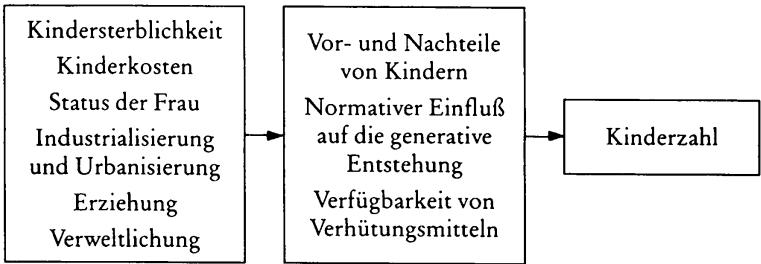 Kindersterblichkeit
Kinderkosten
Status der Frau
Industrialisierung
und Urbanisierung
Erziehung
Verweltlichung
Vor- und Nachteile
von Kindern
Normativer Einfluß
auf die generative
Entstehung
Verfügbarkeit von
Verhütungsmitteln
Kinderzahl